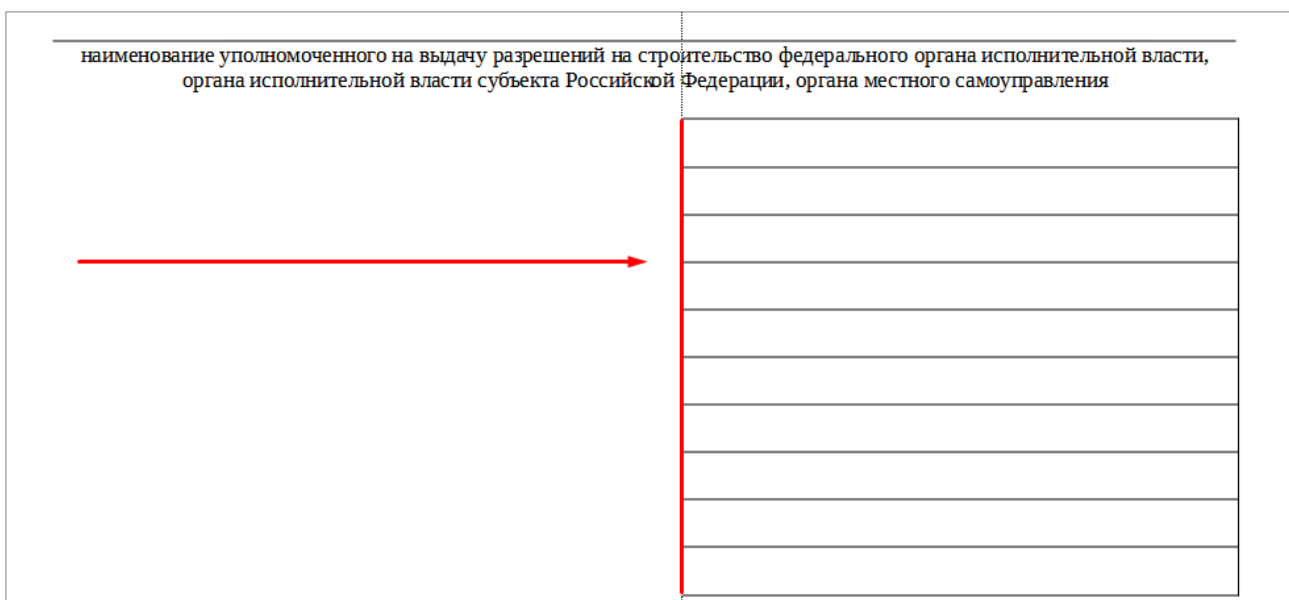 наименование уполномоченного на выдачу разрешений на строительство федерального органа исполнительной власти,
органа исполнительной власти субъекта Российской Федерации, органа местного самоуправления